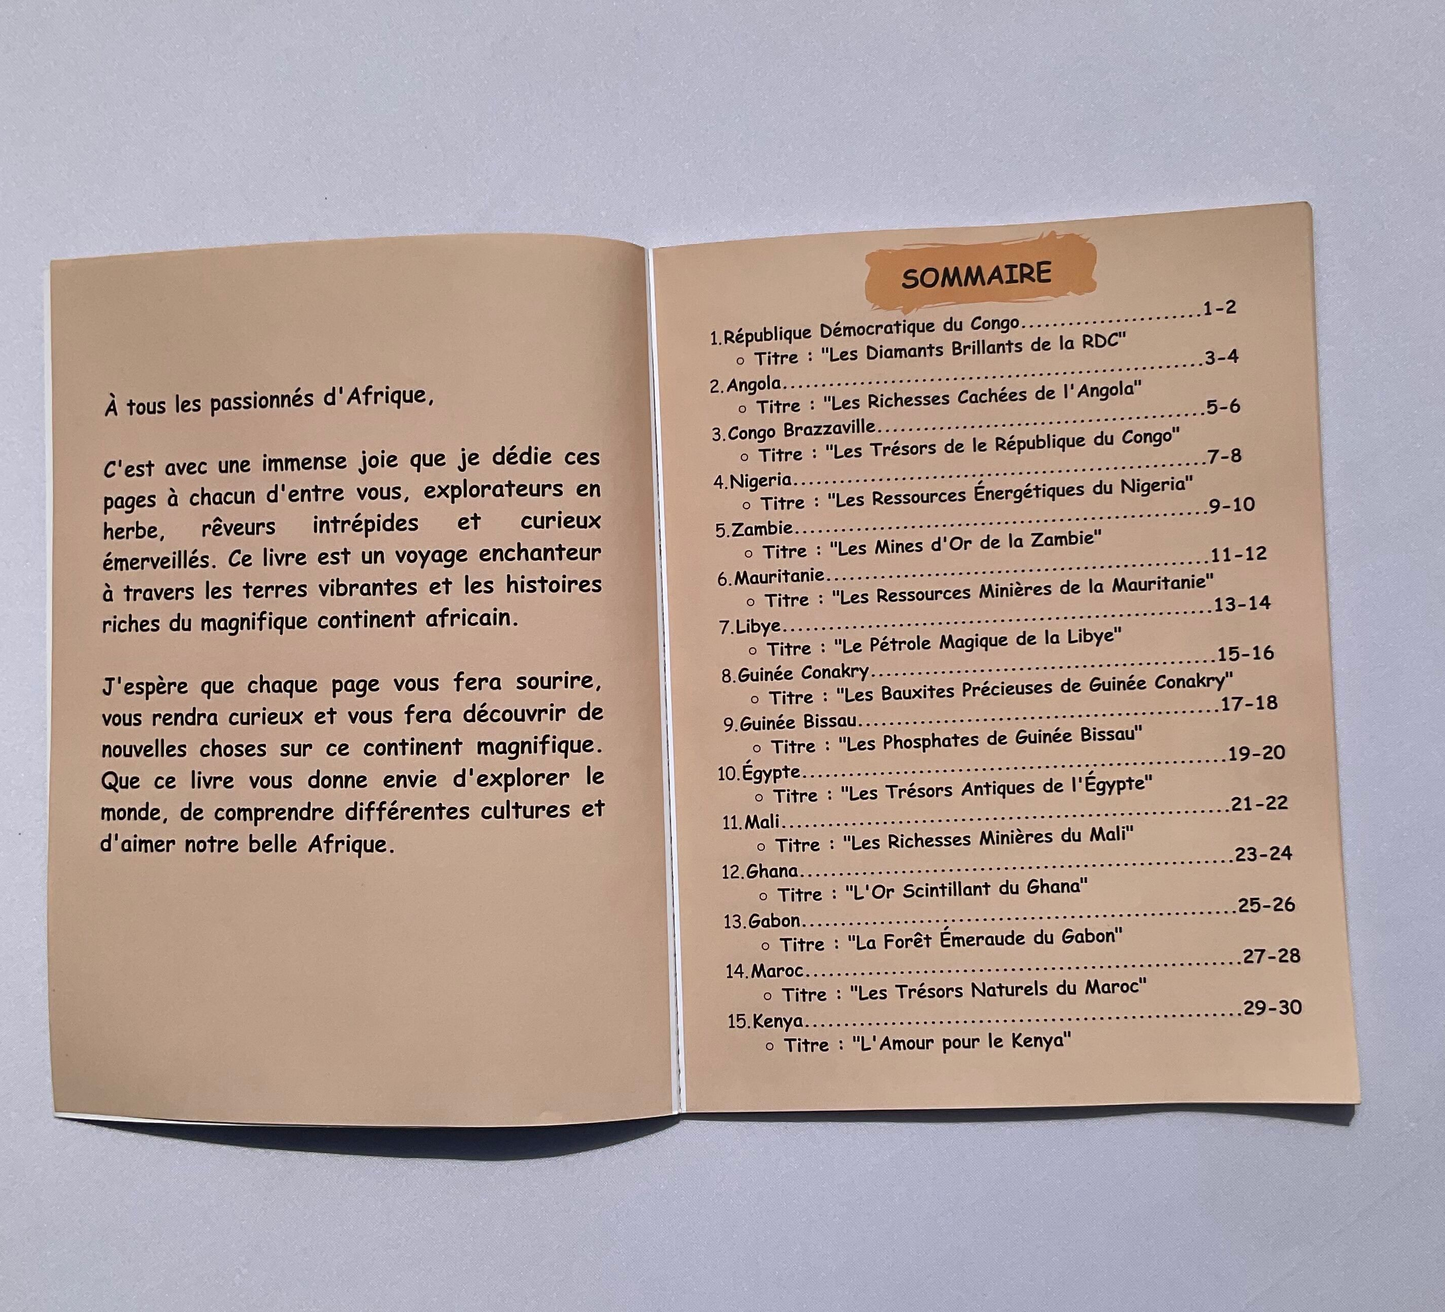 À tous les passionnés d'Afrique,
C'est avec une immense joie que je dédie ces
pages à chacun d'entre vous, explorateurs en
herbe, rêveurs intrépides et curieux
émerveillés. Ce livre est un voyage enchanteur
à travers les terres vibrantes et les histoires
riches du magnifique continent africain.
J'espère que chaque page vous fera sourire,
vous rendra curieux et vous fera découvrir de
nouvelles choses sur ce continent magnifique.
Que ce livre vous donne envie d'explorer le
monde, de comprendre différentes cultures et
d'aimer notre belle Afrique.
SOMMAIRE
1.République Démocratique du Congo........................1-2
○ Titre : "Les Diamants Brillants de la RDC"
2.Angola........................3-4
○ Titre : "Les Richesses Cachées de l'Angola"
3.Congo Brazzaville........................5-6
○ Titre : "Les Trésors de le République du Congo"
4.Nigeria........................7-8
○ Titre : "Les Ressources Énergétiques du Nigeria"
5.Zambie........................9-10
○ Titre : "Les Mines d'Or de la Zambie"
6.Mauritanie........................11-12
○ Titre : "Les Ressources Minières de la Mauritanie"
7.Libye........................13-14
○ Titre : "Le Pétrole Magique de la Libye"
8.Guinée Conakry........................15-16
○ Titre : "Les Bauxites Précieuses de Guinée Conakry"
9.Guinée Bissau........................17-18
○ Titre : "Les Phosphates de Guinée Bissau"
10.Égypte........................19-20
○ Titre : "Les Trésors Antiques de l'Égypte"
11.Mali........................21-22
○ Titre : "Les Richesses Minières du Mali"
12.Ghana........................23-24
○ Titre : "L'Or Scintillant du Ghana"
13.Gabon........................25-26
○ Titre : "La Forêt Émeraude du Gabon"
14.Maroc........................27-28
○ Titre : "Les Trésors Naturels du Maroc"
15.Kenya........................29-30
○ Titre : "L'Amour pour le Kenya"